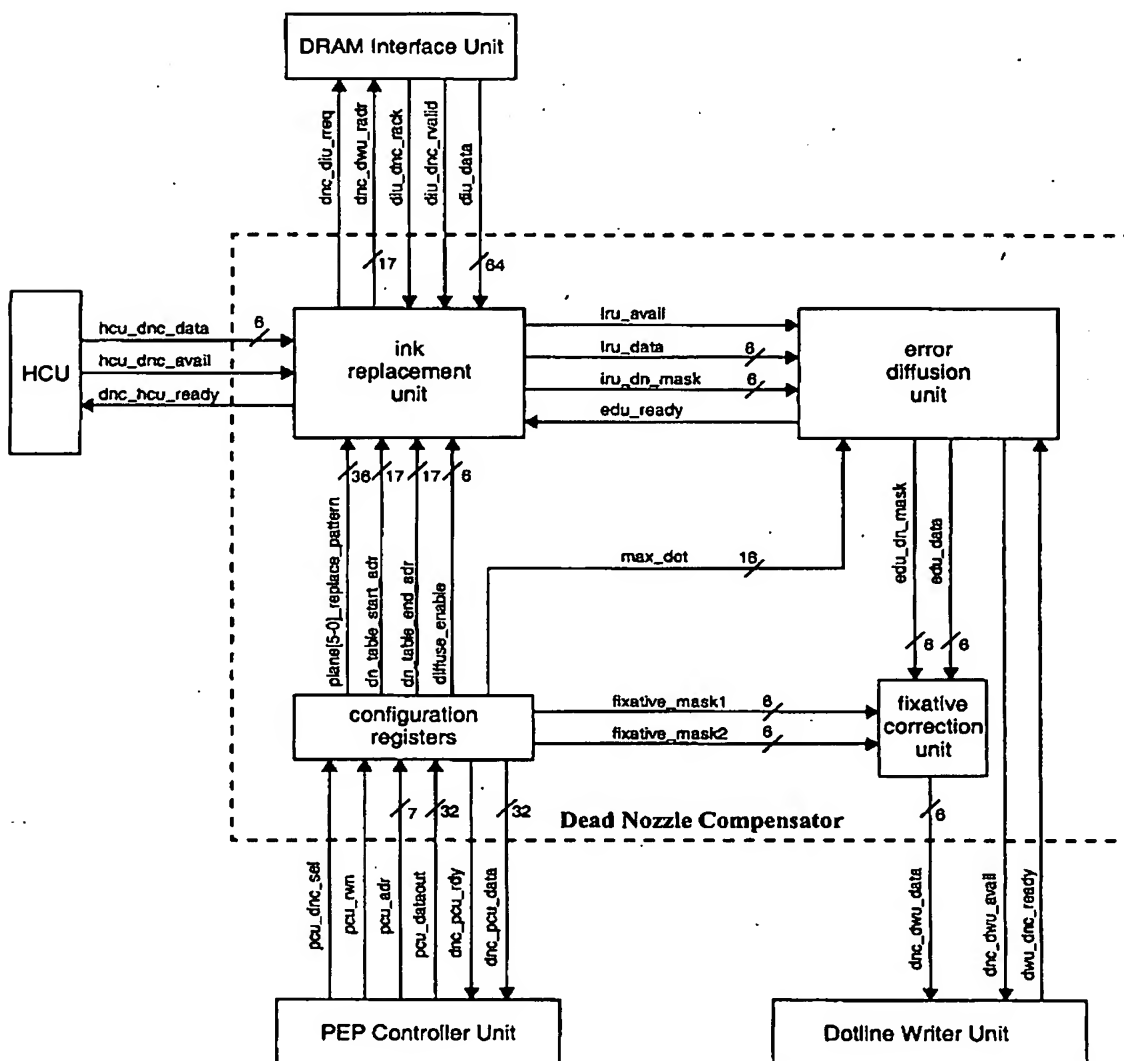 DRAM Interface Unit
dnc_diu_rreq
dnc_dwu_radr
diu_dnc_rack
diu_dnc_rvalid
diu_data
17
64
HCU
hcu_dnc_data
6
hcu_dnc_avail
dnc_hcu_ready
ink
replacement
unit
iru_avail
iru_data
6
iru_dn_mask
6
edu_ready
error
diffusion
unit
36
17
17
6
plane[5-0]_replace_pattern
dn_table_start_adr
dn_table_end_adr
diffuse_enable
max_dot
16
edu_dn_mask
edu_data
6
6
configuration
registers
fixative_mask1
6
fixative_mask2
6
fixative
correction
unit
7
32
32
Dead Nozzle Compensator
6
pcu_dnc_sel
pcu_rwn
pcu_adr
pcu_dataout
dnc_pcu_rdy
dnc_pcu_data
dnc_dwu_data
dnc_dwu_avail
dwu_dnc_ready
PEP Controller Unit
Dotline Writer Unit